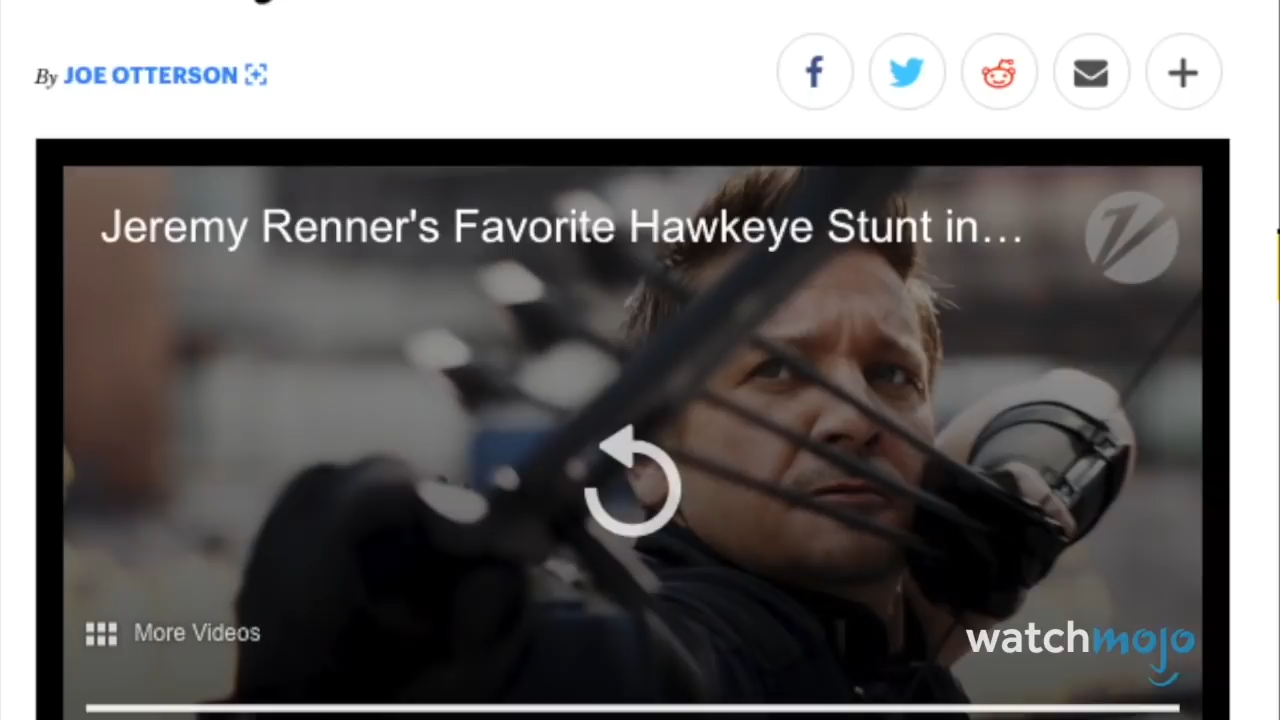 By JOE OTTERSON
Jeremy Renner's Favorite Hawkeye Stunt in…
More Videos
watchmojo